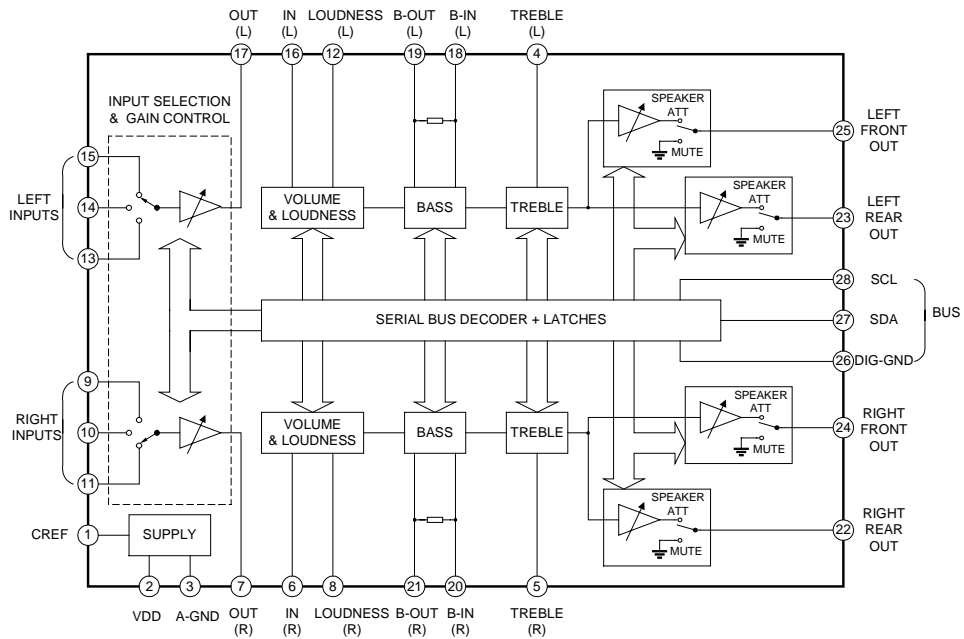 OUT IN LOUDNESS B-OUT B-IN TREBLE
(L) (L) (L) (L) (L) (L)
17 16 12 19 18 4
INPUT SELECTION
& GAIN CONTROL
SPEAKER
ATT
MUTE
25
LEFT
FRONT
OUT
15
14
13
LEFT
INPUTS
VOLUME
& LOUDNESS
BASS
TREBLE
SPEAKER
ATT
MUTE
23
LEFT
REAR
OUT
28 SCL
SERIAL BUS DECODER + LATCHES
27 SDA
BUS
26 DIG-GND
9
10
11
RIGHT
INPUTS
VOLUME
& LOUDNESS
BASS
TREBLE
SPEAKER
ATT
MUTE
24
RIGHT
FRONT
OUT
SPEAKER
ATT
MUTE
22
RIGHT
REAR
OUT
CREF 1 SUPPLY
2 3 7 6 8 21 20 5
VDD A-GND OUT IN LOUDNESS B-OUT B-IN TREBLE
(R) (R) (R) (R) (R) (R)